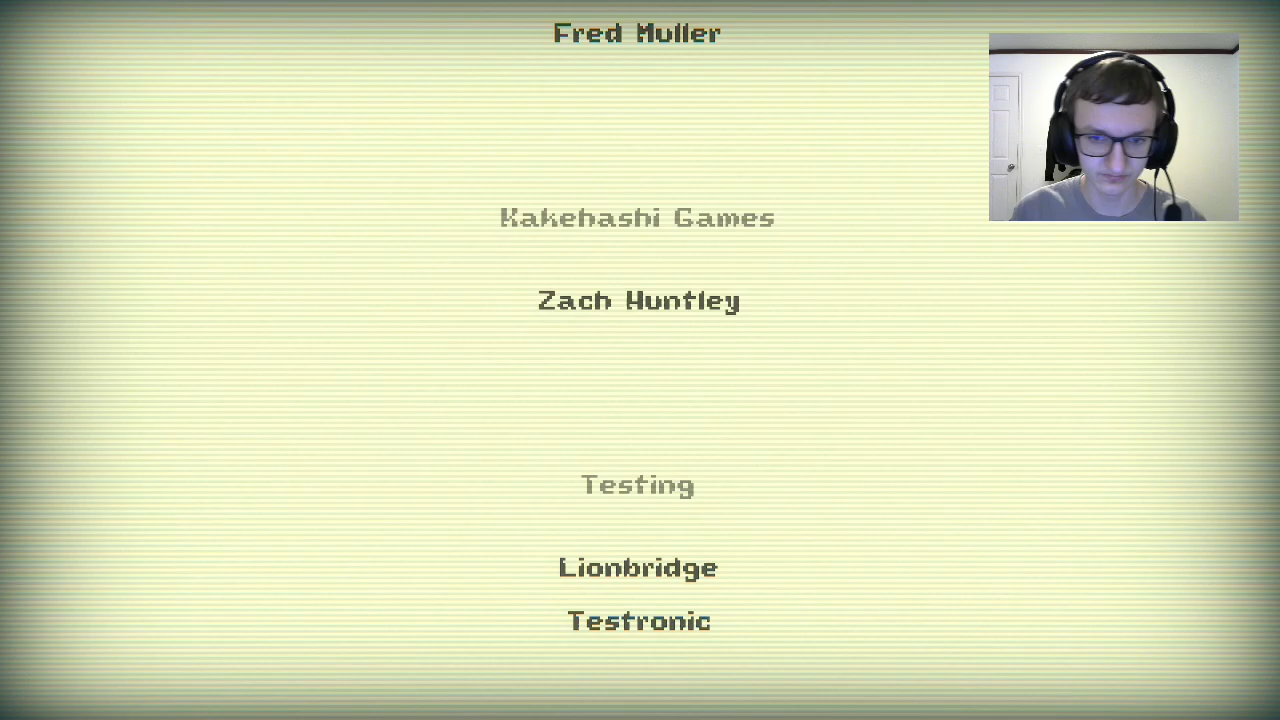 Fred Muller
Kakehashi Games
Zach Huntley
Testing
Lionbridge
Testronic